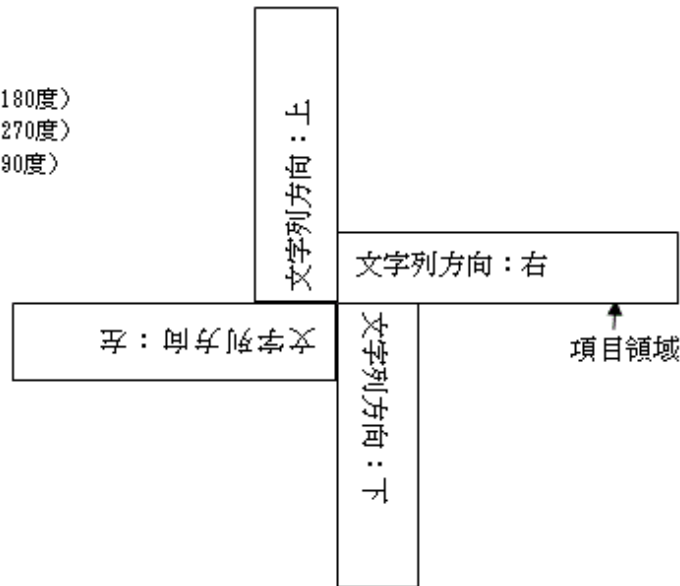 180度）
270度）
90度）
文字列方向：上
文字列方向：右
文字列方向：左
文字列方向：下
項目領域